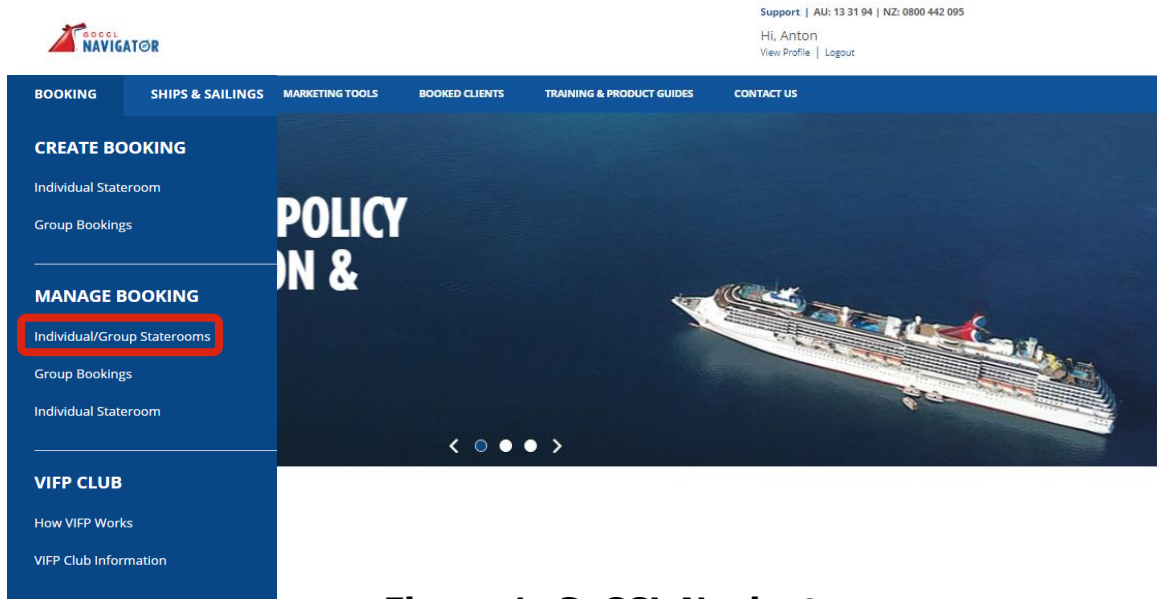 Support | AU: 13 31 94 | NZ: 0800 442 095
GOCCL
NAVIGATOR
Hi, Anton
View Profile | Logout
BOOKING SHIPS & SAILINGS MARKETING TOOLS BOOKED CLIENTS TRAINING & PRODUCT GUIDES CONTACT US
CREATE BOOKING
Individual Stateroom
Group Bookings
POLICY
ON &
MANAGE BOOKING
Individual/Group Staterooms
Group Bookings
Individual Stateroom
VIFP CLUB
How VIFP Works
VIFP Club Information